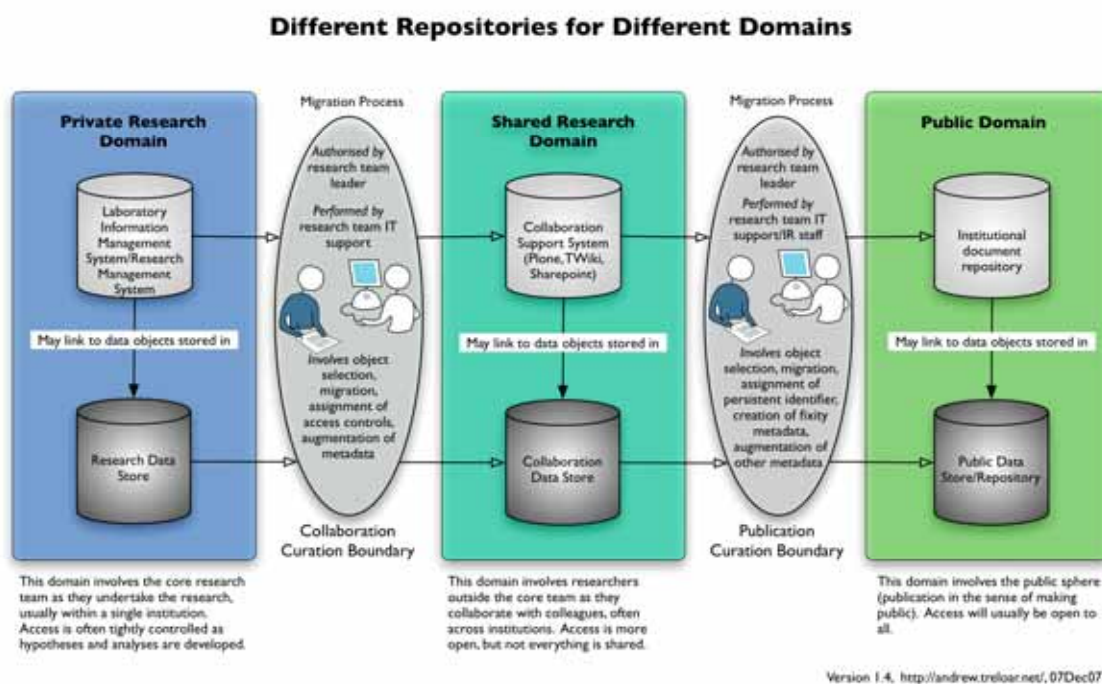 Different Repositories for Different Domains
Private Research
Domain
Laboratory
Information
Management
System/Research
Management
System
May link to data objects stored in
Research Data
Store
This domain involves the core research
team as they undertake the research,
usually within a single institution.
Access is often tightly controlled as
hypotheses and analyses are developed.
Migration Process
Authorised by
research team
leader
Performed by
research team IT
support
Involves object
selection,
migration,
assignment of
access controls,
augmentation of
metadata
Collaboration
Curation Boundary
Shared Research
Domain
Collaboration
Support System
(Plone, TWiki,
Sharepoint)
May link to data objects stored in
Collaboration
Data Store
This domain involves researchers
outside the core team as they
collaborate with colleagues, often
across institutions. Access is more
open, but not everything is shared.
Migration Process
Authorised by
research team
leader
Performed by
research team IT
support/IR staff
Involves object
selection, migration,
assignment of
persistent identifier,
creation of fixity
metadata,
augmentation of
other metadata
Publication
Curation Boundary
Public Domain
Institutional
document
repository
May link to data objects stored in
Public Data
Store/Repository
This domain involves the public sphere
(publication in the sense of making
public). Access will usually be open to
all.
Version 1.4, http://andrew.treloar.net/, 07Dec07